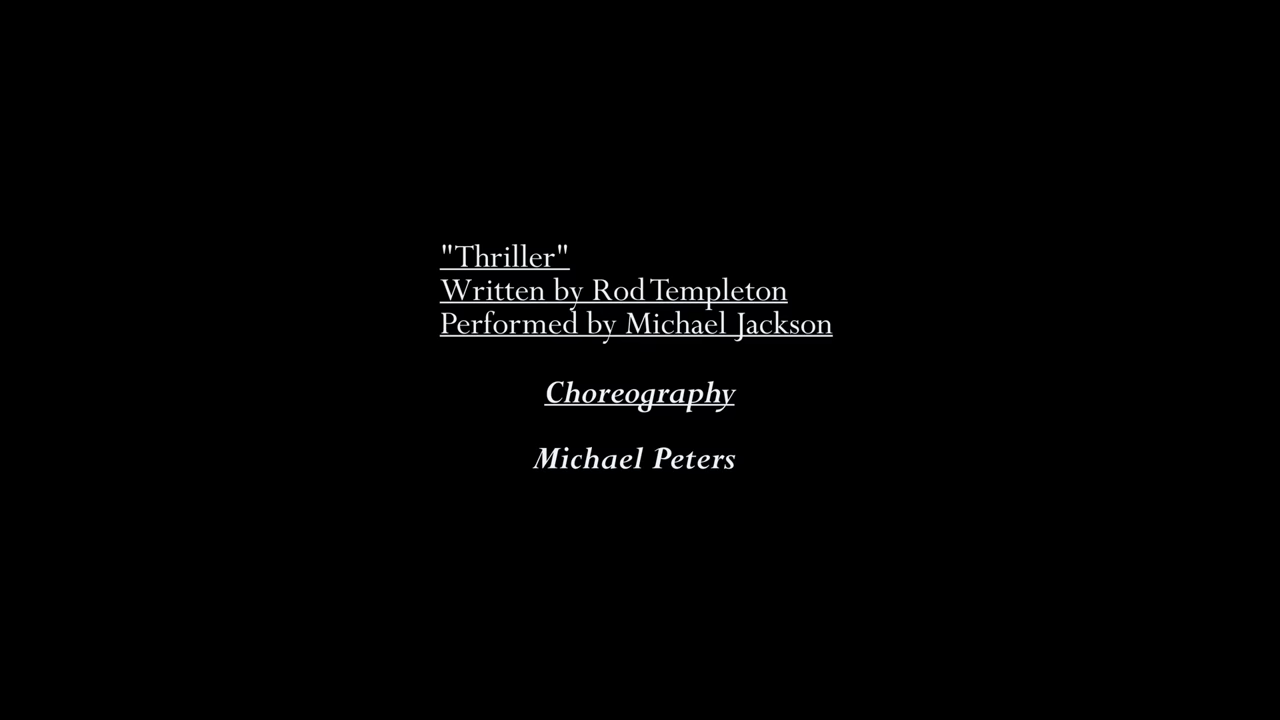 "Thriller"
Written by Rod Templeton
Performed by Michael Jackson
Choreography
Michael Peters